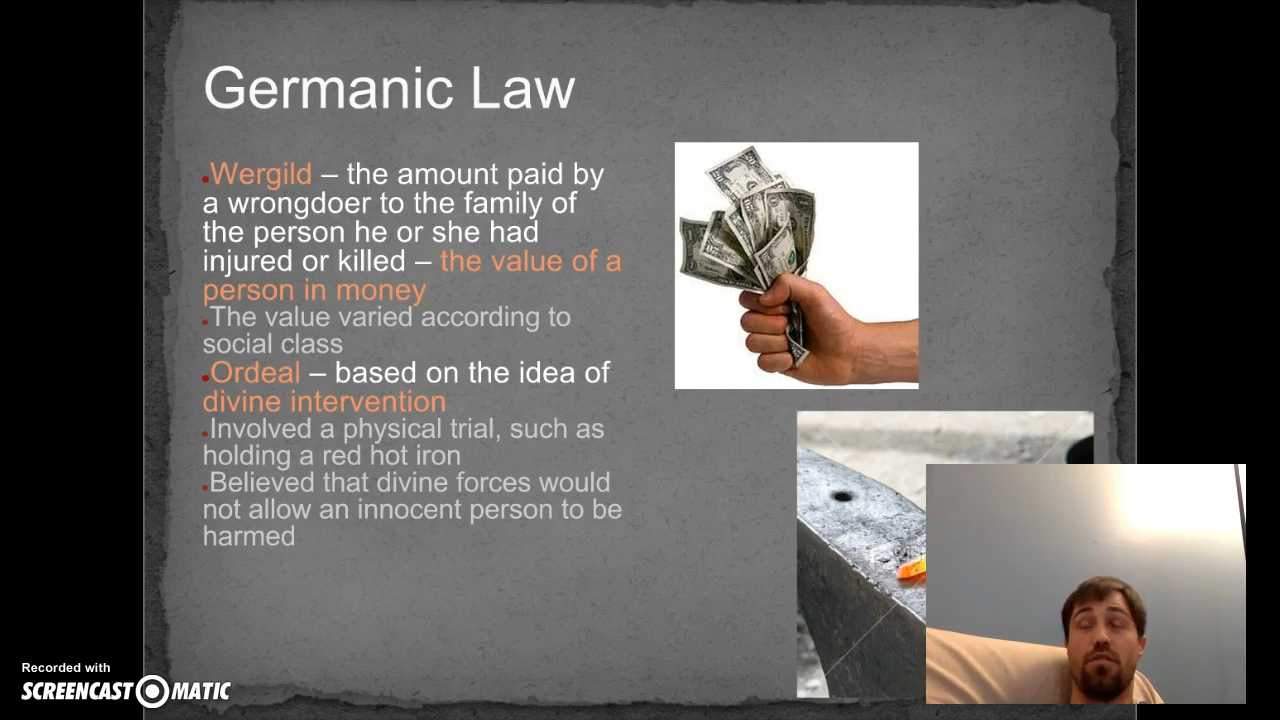 Germanic Law
•Wergild – the amount paid by
a wrongdoer to the family of
the person he or she had
injured or killed – the value of a
person in money
•The value varied according to
social class
•Ordeal – based on the idea of
divine intervention
•Involved a physical trial, such as
holding a red hot iron
•Believed that divine forces would
not allow an innocent person to be
harmed
Recorded with
SCREENCAST O MATIC